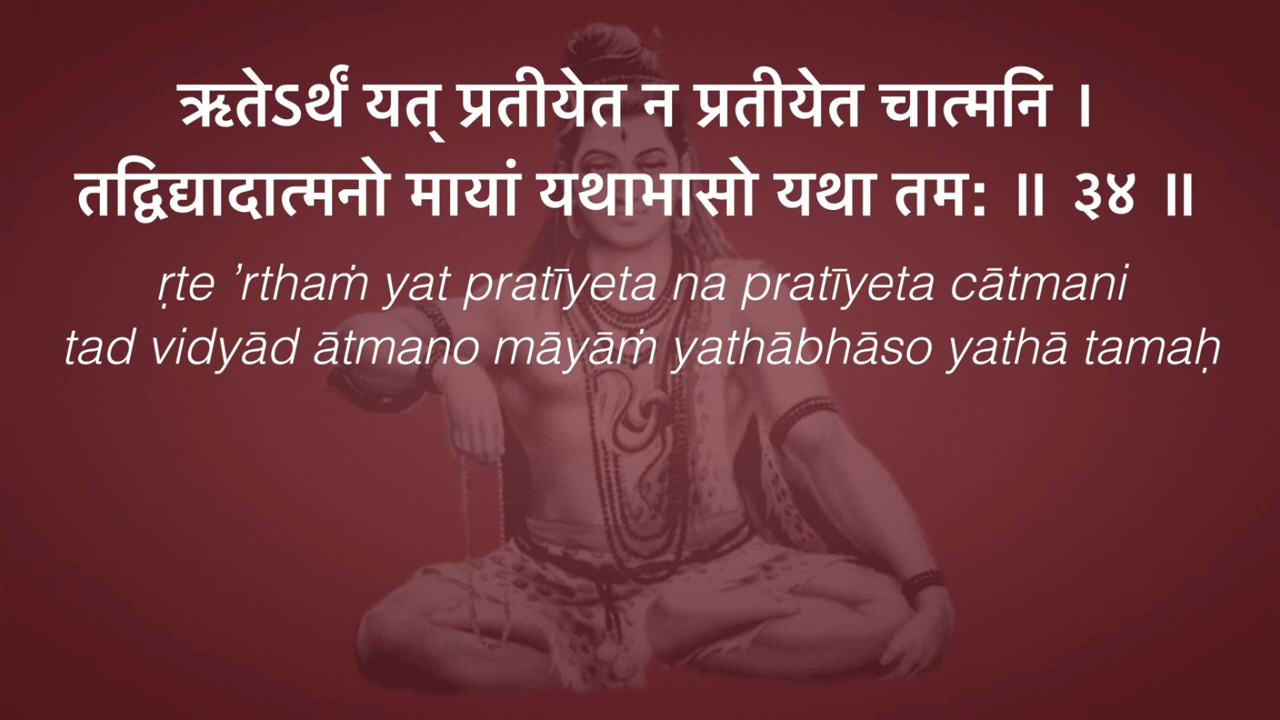 ऋतेऽर्थं यत् प्रतीयेत न प्रतीयेत चात्मनि ।
तद्विद्यादात्मनो मायां यथाभासो यथा तम: ॥ ३४ ॥
ṛte ’rthaṁ yat pratīyeta na pratīyeta cātmani
tad vidyād ātmano māyāṁ yathābhāso yathā tamaḥ